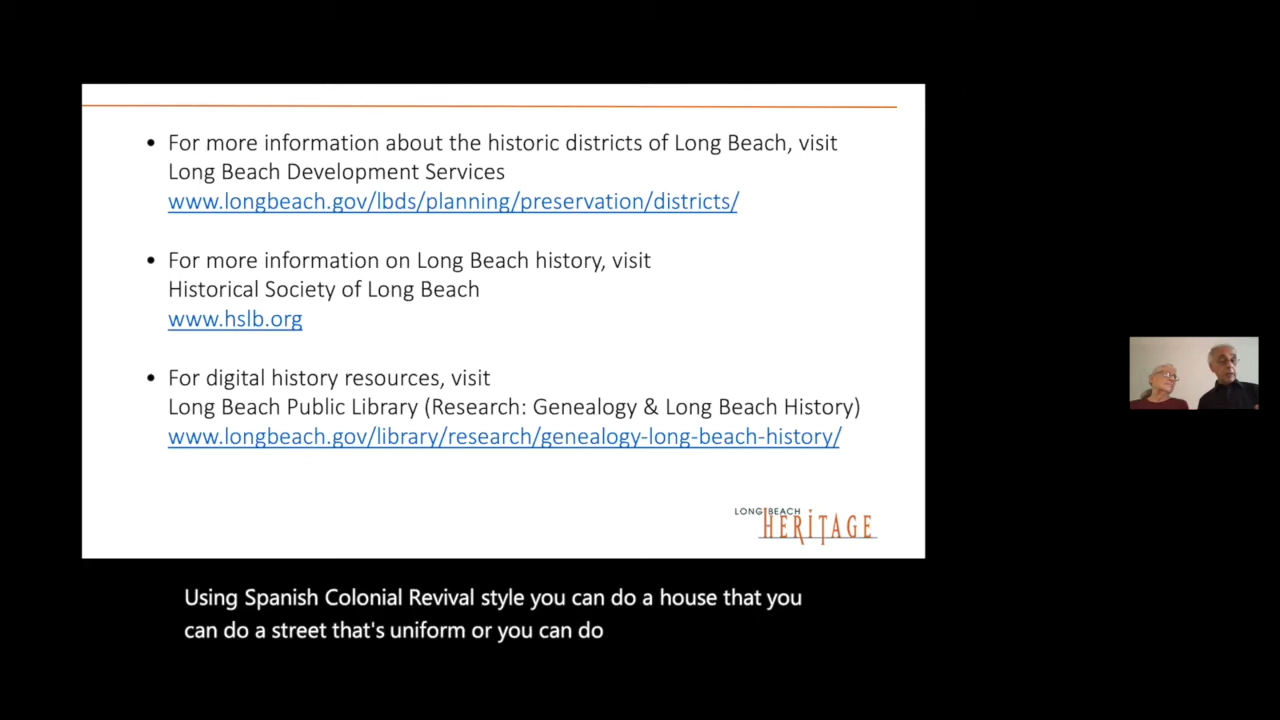 • For more information about the historic districts of Long Beach, visit
Long Beach Development Services
www.longbeach.gov/lbds/planning/preservation/districts/
• For more information on Long Beach history, visit
Historical Society of Long Beach
www.hslb.org
• For digital history resources, visit
Long Beach Public Library (Research: Genealogy & Long Beach History)
www.longbeach.gov/library/research/genealogy-long-beach-history/
LONG BEACH
HERITAGE
Using Spanish Colonial Revival style you can do a house that you
can do a street that's uniform or you can do